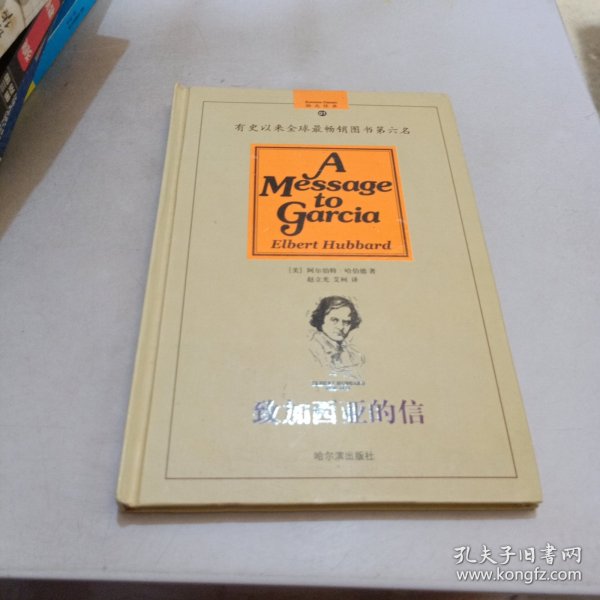 有史以来全球最畅销图书第六名
A
Message
to
Garcia
Elbert Hubbard
[美] 阿尔伯特·哈伯德 著
赵立光 艾柯 译
致加西亚的信
哈尔滨出版社
孔夫子旧书网
www.kongfz.com